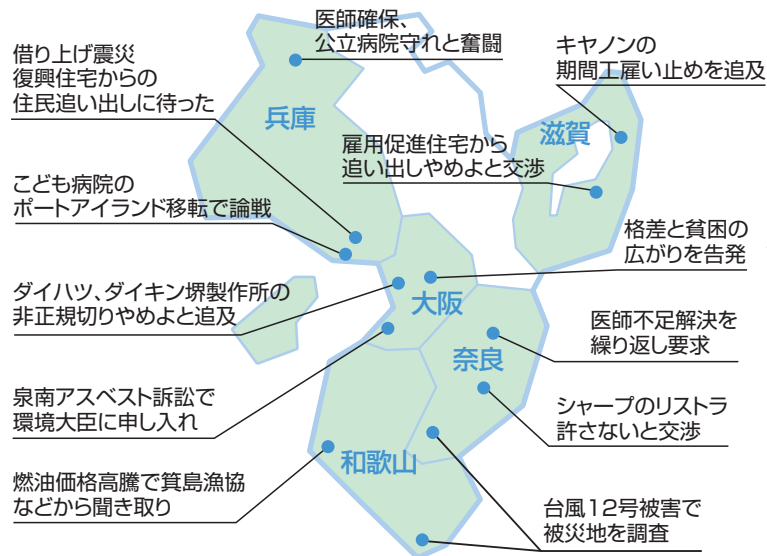 医師確保、
公立病院守れと奮闘
キヤノンの
期間工雇い止めを追及
借り上げ震災
復興住宅からの
住民追い出しに待った
兵庫
滋賀
雇用促進住宅から
追い出しやめよと交渉
こども病院の
ポートアイランド移転で論戦
格差と貧困の
広がりを告発
ダイハツ、ダイキン堺製作所の
非正規切りやめよと追及
大阪
医師不足解決を
繰り返し要求
奈良
泉南アスベスト訴訟で
環境大臣に申し入れ
シャープのリストラ
許さないと交渉
和歌山
燃油価格高騰で箕島漁協
などから聞き取り
台風12号被害で
被災地を調査